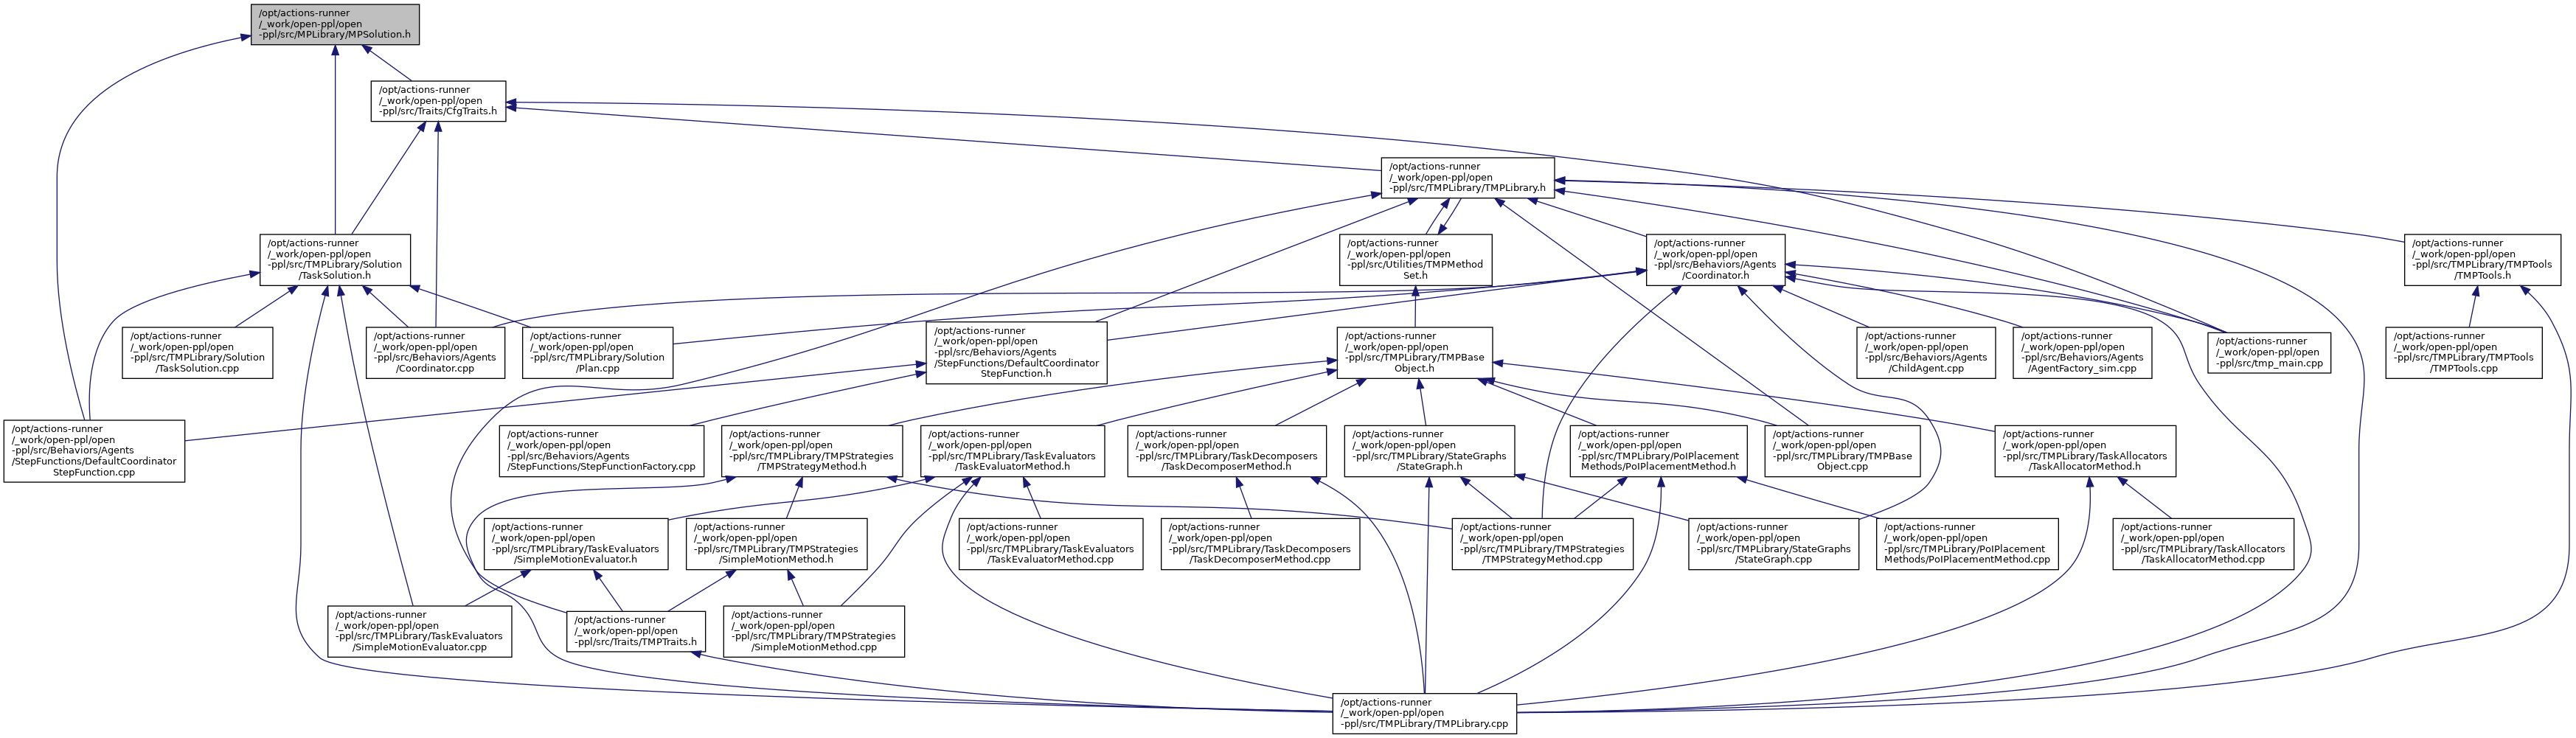 /opt/actions-runner
/_work/open-ppl/open
-ppl/src/MPLibrary/MPSolution.h
/opt/actions-runner
/_work/open-ppl/open
-ppl/src/Traits/CfgTraits.h
/opt/actions-runner
/_work/open-ppl/open
-ppl/src/TMPLibrary/TMPLibrary.h
/opt/actions-runner
/_work/open-ppl/open
-ppl/src/TMPLibrary/Solution
/TaskSolution.h
/opt/actions-runner
/_work/open-ppl/open
-ppl/src/Utilities/TMPMethod
Set.h
/opt/actions-runner
/_work/open-ppl/open
-ppl/src/Behaviors/Agents
/Coordinator.h
/opt/actions-runner
/_work/open-ppl/open
-ppl/src/TMPLibrary/TMPTools
/TMPTools.h
/opt/actions-runner
/_work/open-ppl/open
-ppl/src/TMPLibrary/Solution
/TaskSolution.cpp
/opt/actions-runner
/_work/open-ppl/open
-ppl/src/Behaviors/Agents
/Coordinator.cpp
/opt/actions-runner
/_work/open-ppl/open
-ppl/src/TMPLibrary/Solution
/Plan.cpp
/opt/actions-runner
/_work/open-ppl/open
-ppl/src/Behaviors/Agents
/StepFunctions/DefaultCoordinator
StepFunction.h
/opt/actions-runner
/_work/open-ppl/open
-ppl/src/TMPLibrary/TMPBase
Object.h
/opt/actions-runner
/_work/open-ppl/open
-ppl/src/Behaviors/Agents
/ChildAgent.cpp
/opt/actions-runner
/_work/open-ppl/open
-ppl/src/Behaviors/Agents
/AgentFactory_sim.cpp
/opt/actions-runner
/_work/open-ppl/open
-ppl/src/tmp_main.cpp
/opt/actions-runner
/_work/open-ppl/open
-ppl/src/TMPLibrary/TMPTools
/TMPTools.cpp
/opt/actions-runner
/_work/open-ppl/open
-ppl/src/Behaviors/Agents
/StepFunctions/DefaultCoordinator
StepFunction.cpp
/opt/actions-runner
/_work/open-ppl/open
-ppl/src/Behaviors/Agents
/StepFunctions/StepFunctionFactory.cpp
/opt/actions-runner
/_work/open-ppl/open
-ppl/src/TMPLibrary/TMPStrategies
/TMPStrategyMethod.h
/opt/actions-runner
/_work/open-ppl/open
-ppl/src/TMPLibrary/TaskEvaluators
/TaskEvaluatorMethod.h
/opt/actions-runner
/_work/open-ppl/open
-ppl/src/TMPLibrary/TaskDecomposers
/TaskDecomposerMethod.h
/opt/actions-runner
/_work/open-ppl/open
-ppl/src/TMPLibrary/StateGraphs
/StateGraph.h
/opt/actions-runner
/_work/open-ppl/open
-ppl/src/TMPLibrary/PoIPlacement
Methods/PoIPlacementMethod.h
/opt/actions-runner
/_work/open-ppl/open
-ppl/src/TMPLibrary/TMPBase
Object.cpp
/opt/actions-runner
/_work/open-ppl/open
-ppl/src/TMPLibrary/TaskAllocators
/TaskAllocatorMethod.h
/opt/actions-runner
/_work/open-ppl/open
-ppl/src/TMPLibrary/TaskEvaluators
/SimpleMotionEvaluator.h
/opt/actions-runner
/_work/open-ppl/open
-ppl/src/TMPLibrary/TMPStrategies
/SimpleMotionMethod.h
/opt/actions-runner
/_work/open-ppl/open
-ppl/src/TMPLibrary/TaskEvaluators
/TaskEvaluatorMethod.cpp
/opt/actions-runner
/_work/open-ppl/open
-ppl/src/TMPLibrary/TaskDecomposers
/TaskDecomposerMethod.cpp
/opt/actions-runner
/_work/open-ppl/open
-ppl/src/TMPLibrary/TMPStrategies
/TMPStrategyMethod.cpp
/opt/actions-runner
/_work/open-ppl/open
-ppl/src/TMPLibrary/StateGraphs
/StateGraph.cpp
/opt/actions-runner
/_work/open-ppl/open
-ppl/src/TMPLibrary/PoIPlacement
Methods/PoIPlacementMethod.cpp
/opt/actions-runner
/_work/open-ppl/open
-ppl/src/TMPLibrary/TaskAllocators
/TaskAllocatorMethod.cpp
/opt/actions-runner
/_work/open-ppl/open
-ppl/src/TMPLibrary/TaskEvaluators
/SimpleMotionEvaluator.cpp
/opt/actions-runner
/_work/open-ppl/open
-ppl/src/Traits/TMPTraits.h
/opt/actions-runner
/_work/open-ppl/open
-ppl/src/TMPLibrary/TMPStrategies
/SimpleMotionMethod.cpp
/opt/actions-runner
/_work/open-ppl/open
-ppl/src/TMPLibrary/TMPLibrary.cpp